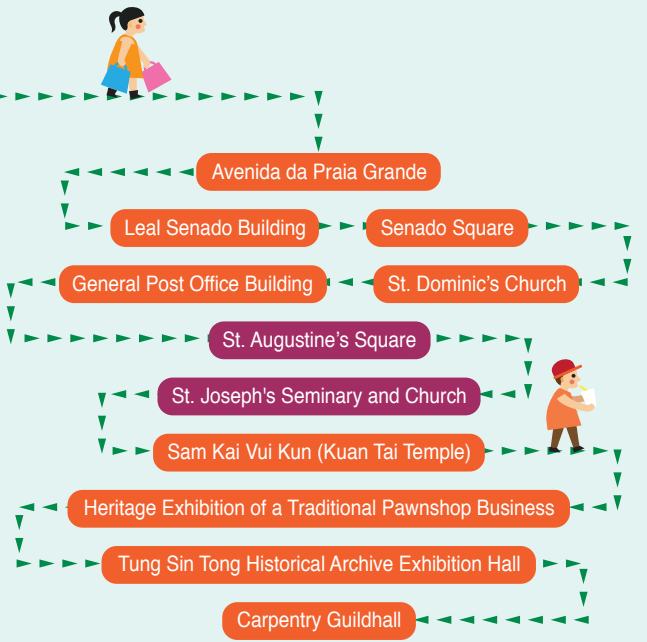 Avenida da Praia Grande
Leal Senado Building
Senado Square
St. Dominic's Church
General Post Office Building
St. Augustine's Square
St. Joseph's Seminary and Church
Sam Kai Vui Kun (Kuan Tai Temple)
Heritage Exhibition of a Traditional Pawnshop Business
Tung Sin Tong Historical Archive Exhibition Hall
Carpentry Guildhall